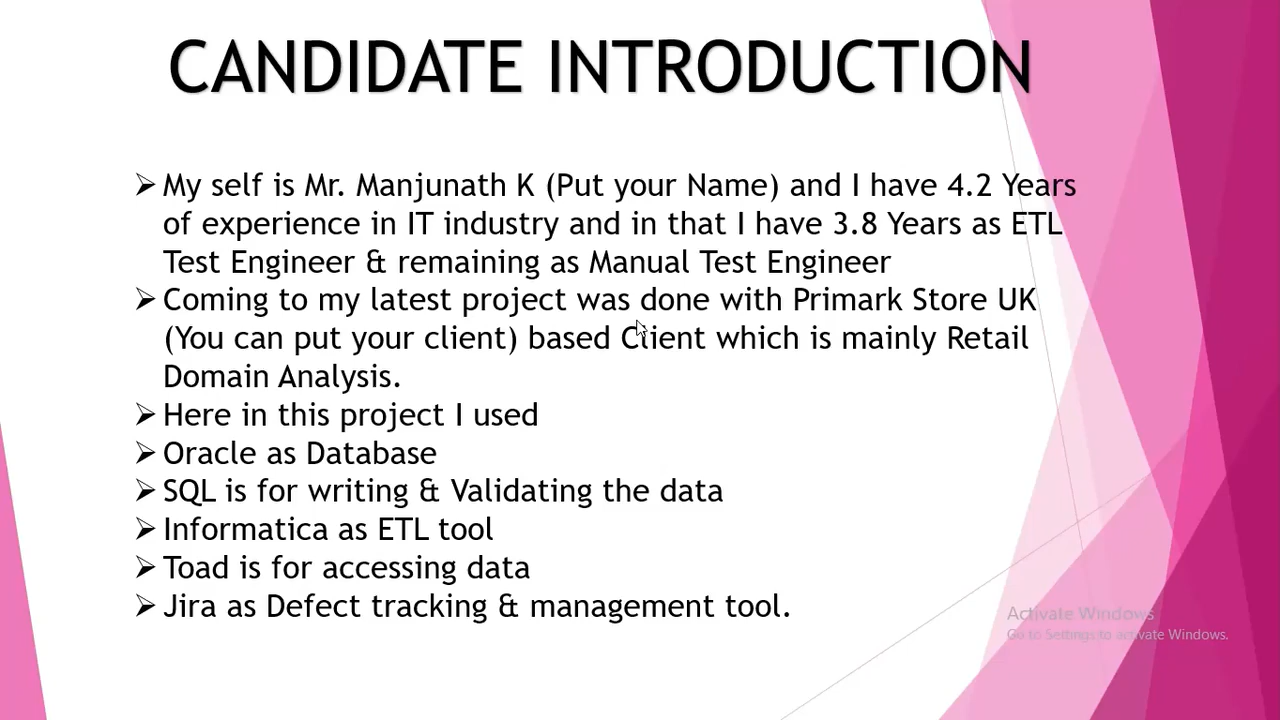 CANDIDATE INTRODUCTION
➢My self is Mr. Manjunath K (Put your Name) and I have 4.2 Years
of experience in IT industry and in that I have 3.8 Years as ETL
Test Engineer & remaining as Manual Test Engineer
➢Coming to my latest project was done with Primark Store UK
(You can put your client) based Client which is mainly Retail
Domain Analysis.
➢Here in this project I used
➢Oracle as Database
➢SQL is for writing & Validating the data
➢Informatica as ETL tool
➢Toad is for accessing data
➢Jira as Defect tracking & management tool.
Activate Windows
Go to Settings to activate Windows.